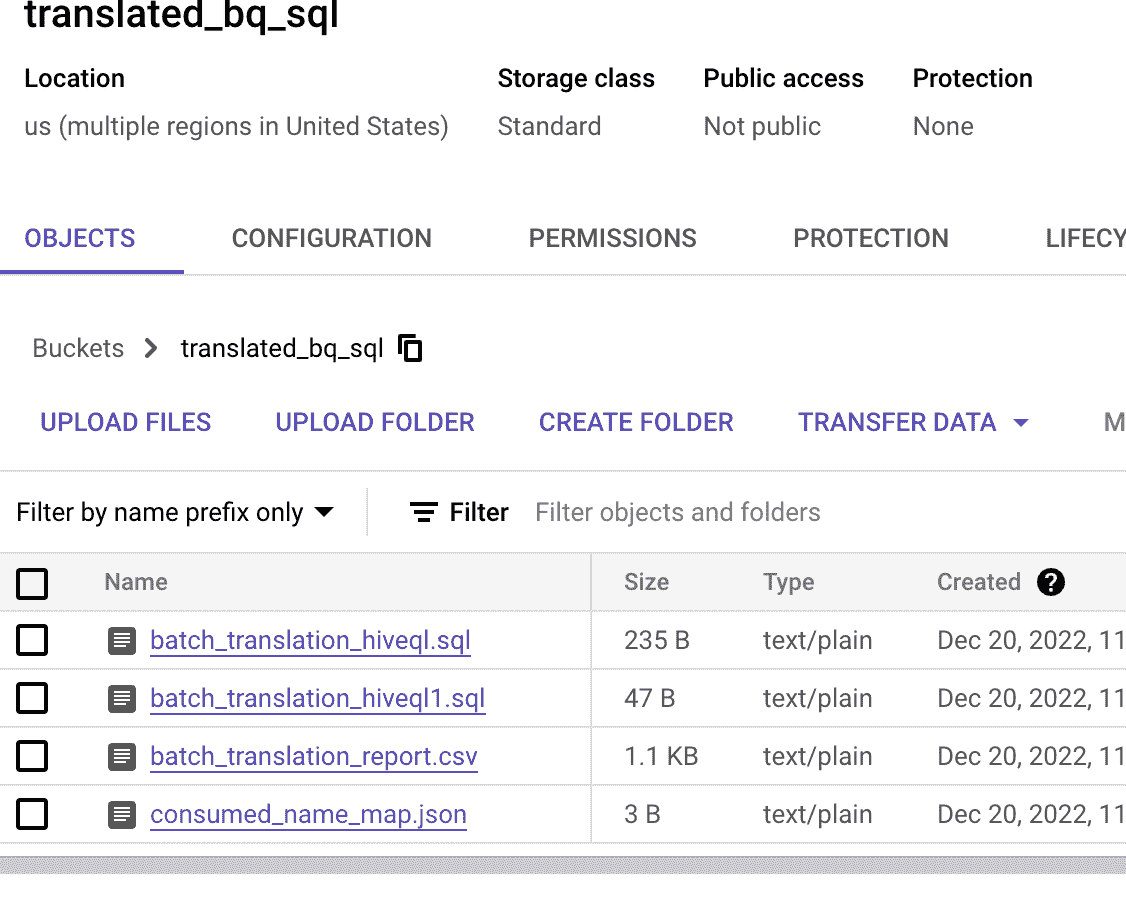 translated_bq_sql
Location Storage class Public access Protection
us (multiple regions in United States) Standard Not public None
OBJECTS CONFIGURATION PERMISSIONS PROTECTION LIFECY
Buckets translated_bq_sql
UPLOAD FILES UPLOAD FOLDER CREATE FOLDER TRANSFER DATA M
Filter by name prefix only Filter Filter objects and folders
Name Size Type Created ?
batch_translation_hiveql.sql 235 B text/plain Dec 20, 2022, 11
batch_translation_hiveql1.sql 47 B text/plain Dec 20, 2022, 11
batch_translation_report.csv 1.1 KB text/plain Dec 20, 2022, 11
consumed_name_map.json 3 B text/plain Dec 20, 2022, 11